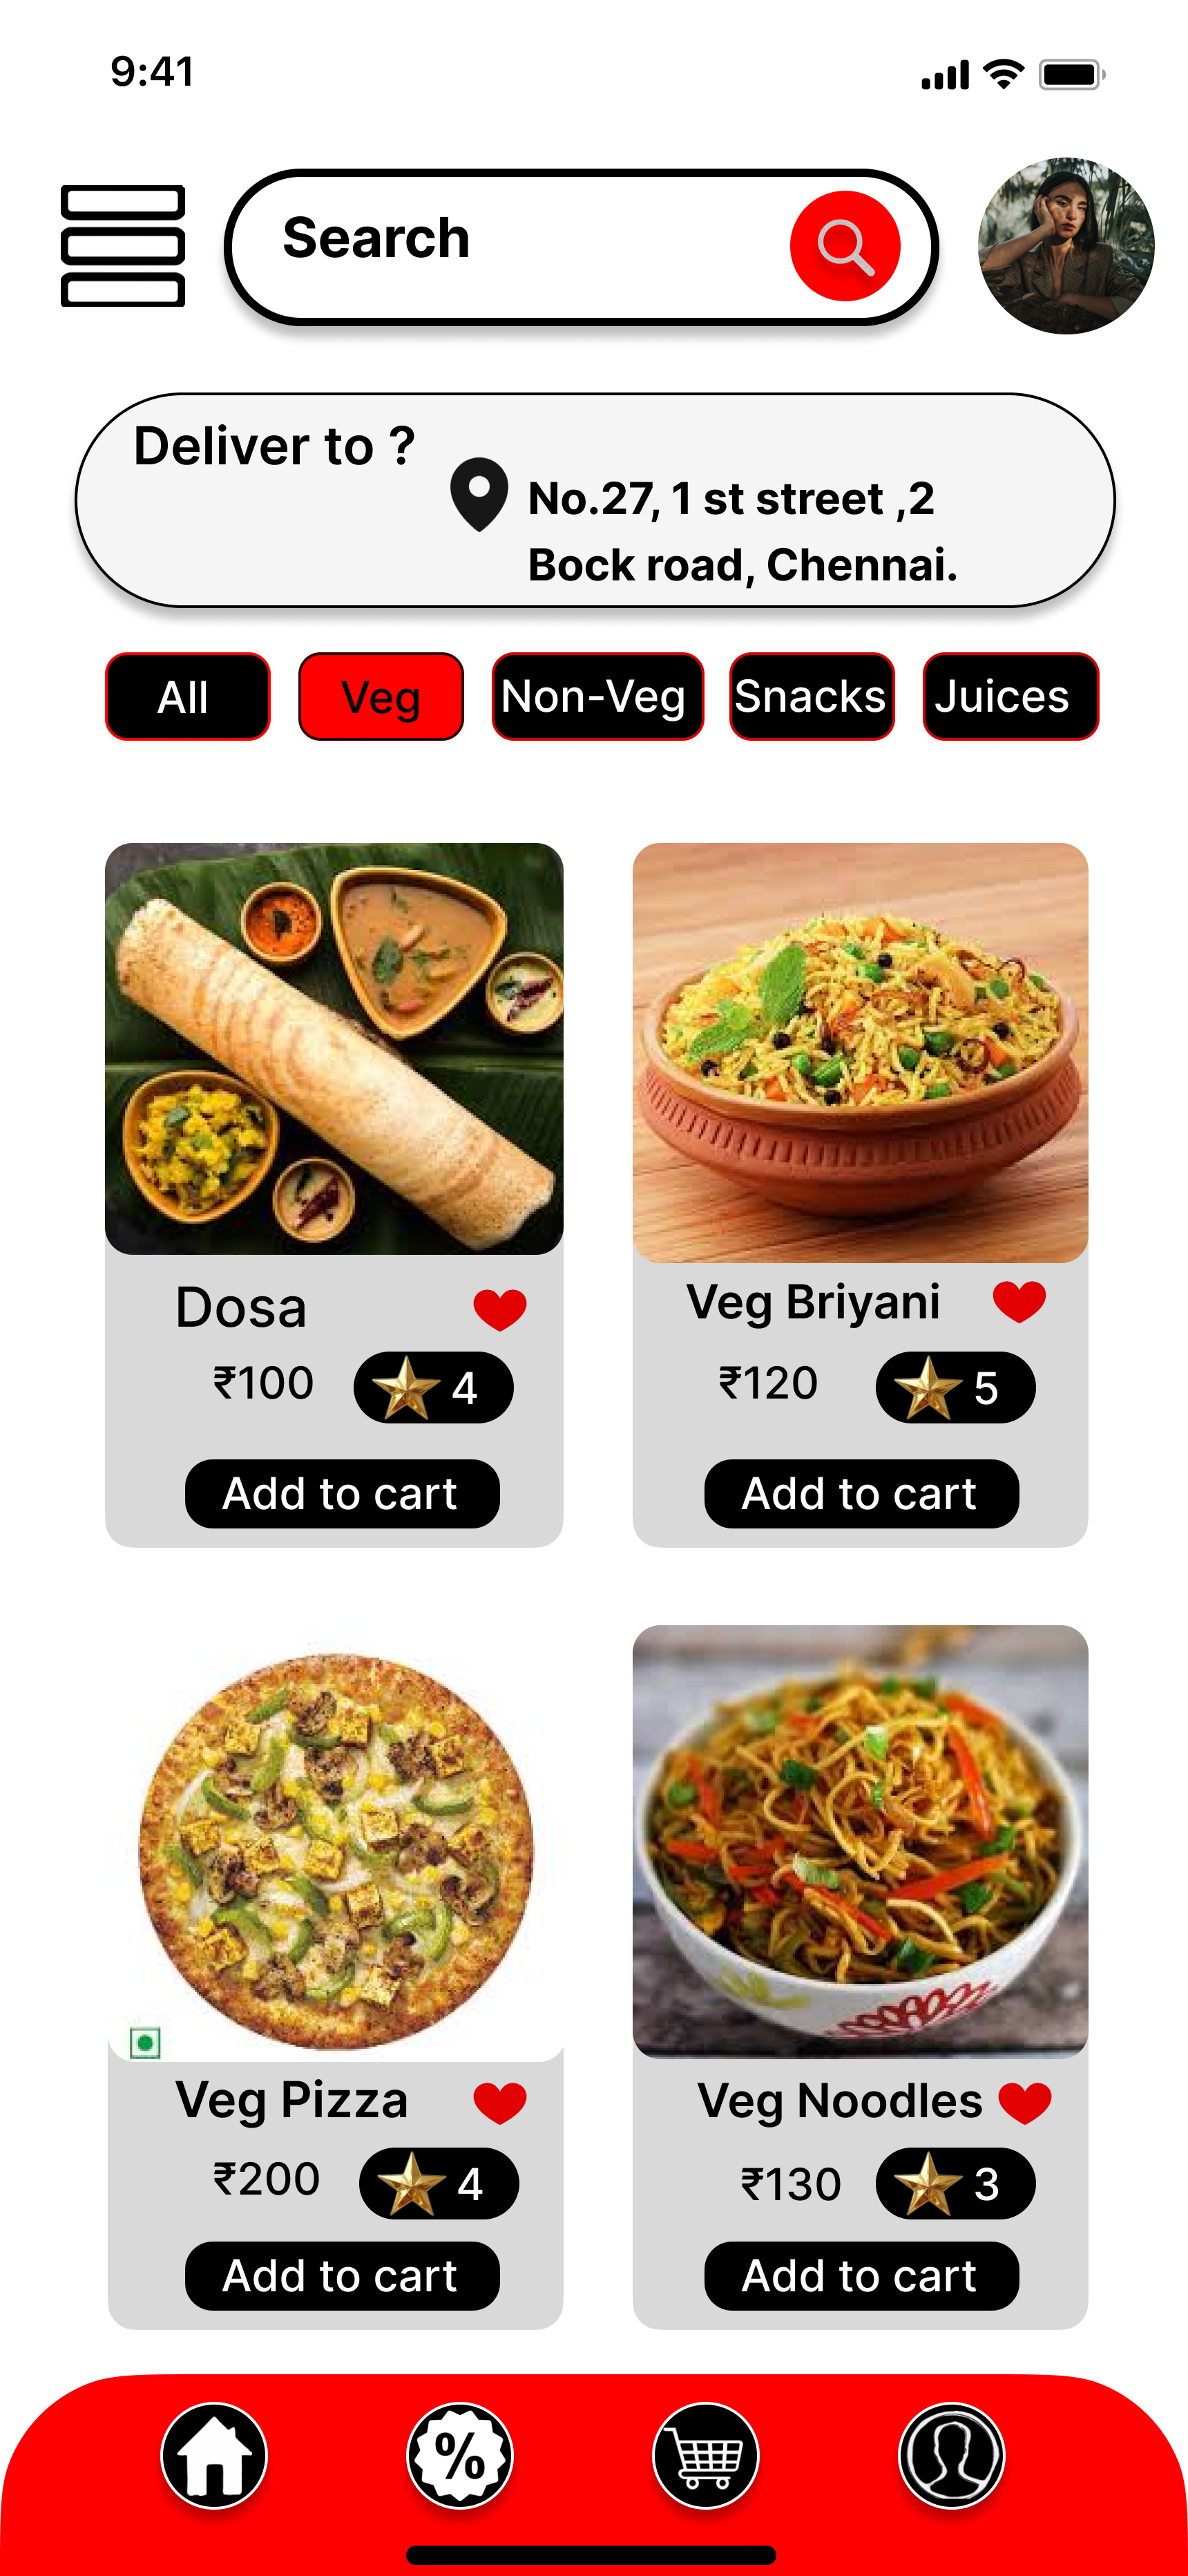 9:41
Search
Deliver to ?
No.27, 1 st street ,2
Bock road, Chennai.
All
Veg
Non-Veg
Snacks
Juices
Dosa
₹100
4
Add to cart
Veg Briyani
₹120
5
Add to cart
Veg Pizza
₹200
4
Add to cart
Veg Noodles
₹130
3
Add to cart
%